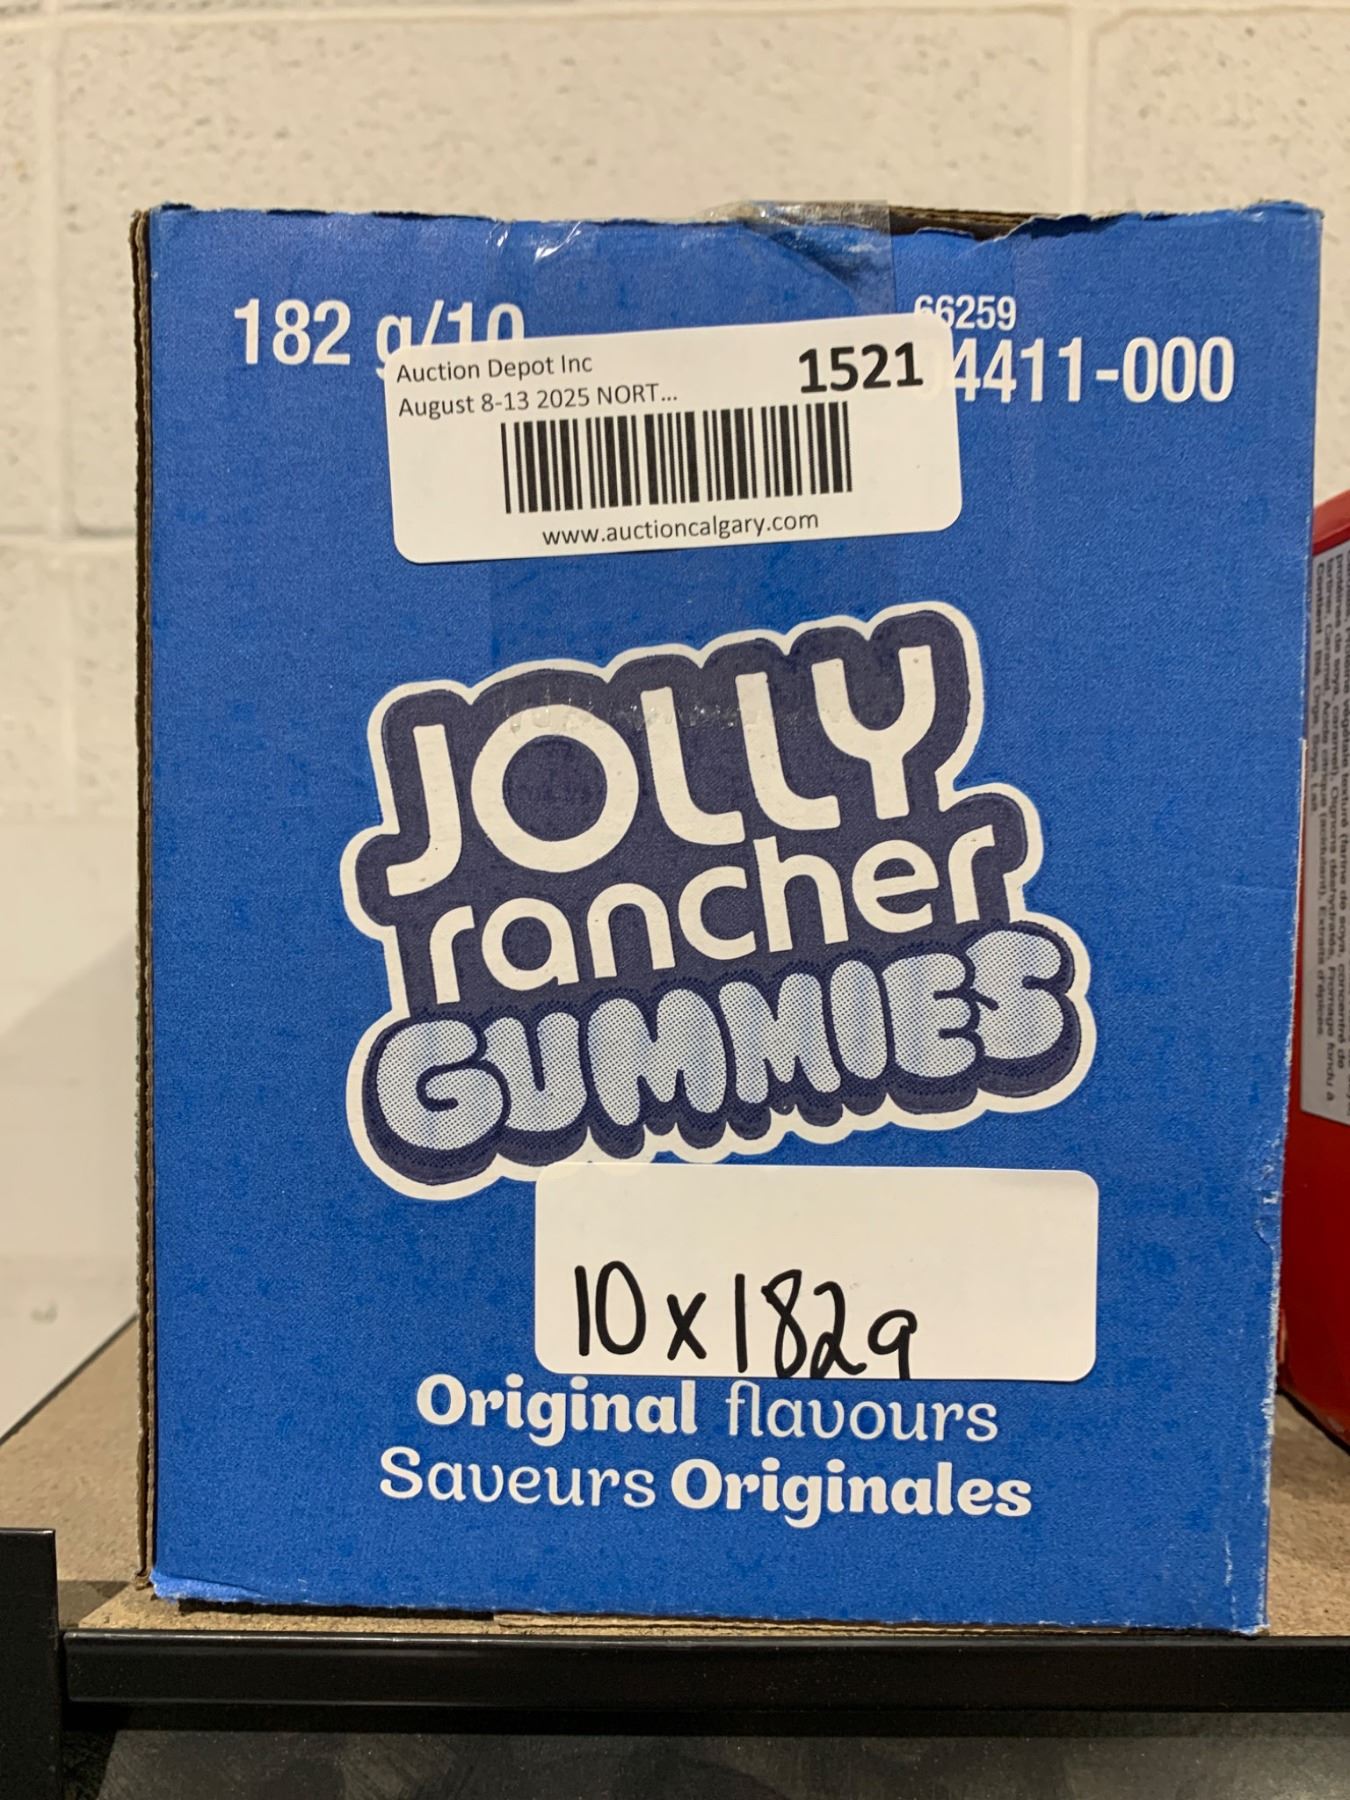 182 g/10
66259
4411-000
Auction Depot Inc
1521
August 8-13 2025 NORT...
www.auctioncalgary.com
JOLLY
rancher
GUMMIES
10x182g
Original flavours
Saveurs Originales